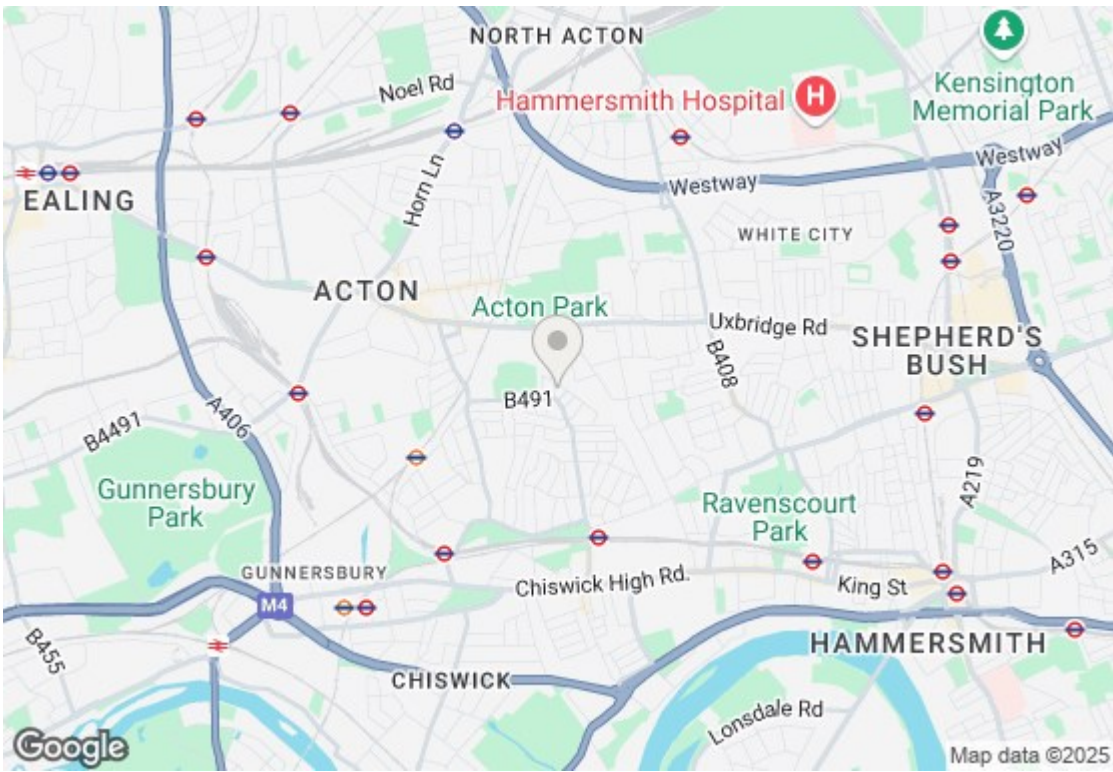 NORTH ACTON
Noel Rd
Hammersmith Hospital
H
Kensington
Memorial Park
Westway
Westway
EALING
Horn Ln
A3220
WHITE CITY
ACTON
Acton Park
Uxbridge Rd
SHEPHERD'S
BUSH
B408
B491
A406
B4491
Gunnersbury
Park
Ravenscourt
Park
A219
A315
GUNNERSBURY
Chiswick High Rd.
King St
M4
B455
HAMMERSMITH
CHISWICK
Lonsdale Rd
Google
Map data ©2025